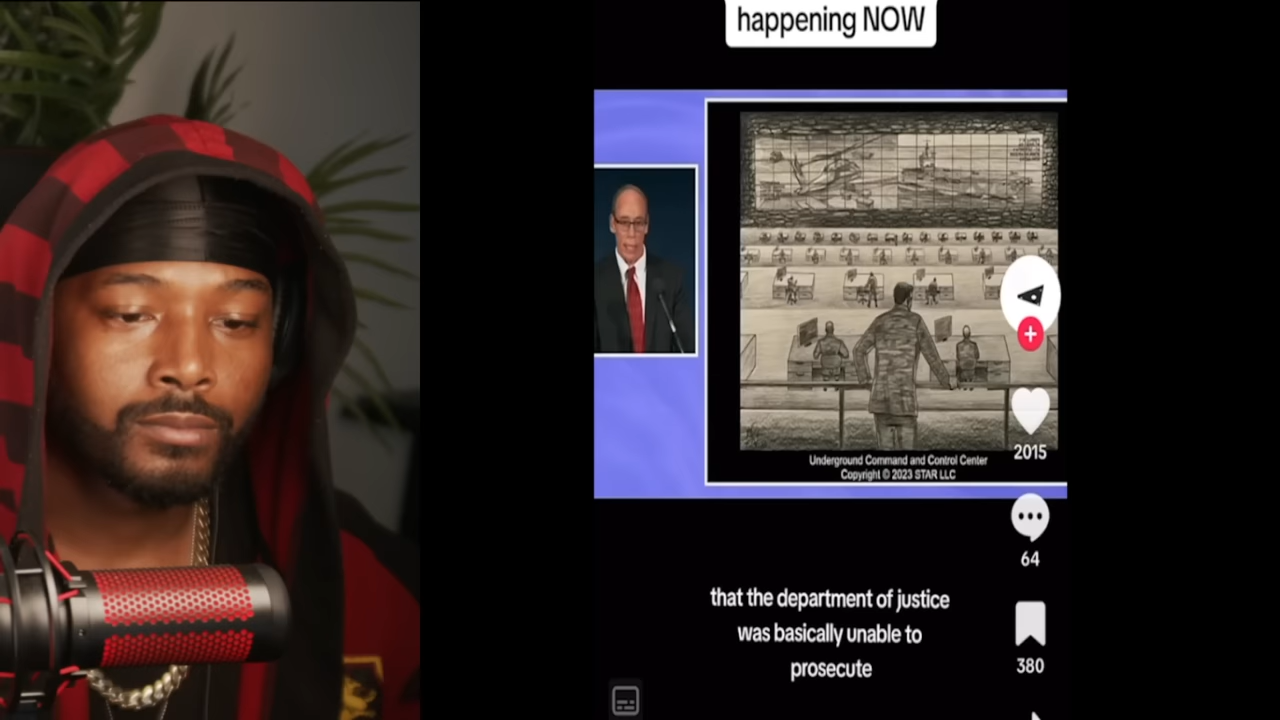 happening NOW
Underground Command and Control Center
Copyright © 2023 STAR LLC
2015
64
that the department of justice
was basically unable to
prosecute
380